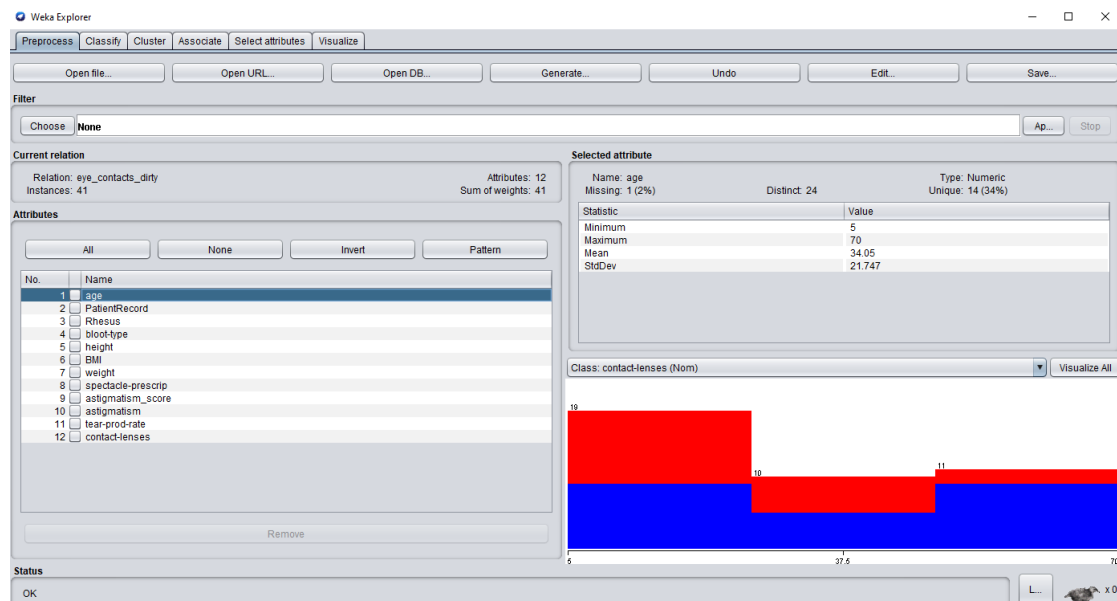 Weka Explorer
Preprocess Classify Cluster Associate Select attributes Visualize
Open file... Open URL... Open DB... Generate... Undo Edit... Save...
Filter
Choose None Ap... Stop
Current relation
Relation: eye_contacts_dirty Attributes: 12
Instances: 41 Sum of weights: 41
Attributes
All None Invert Pattern
No. Name
1 age
2 PatientRecord
3 Rhesus
4 bloot-type
5 height
6 BMI
7 weight
8 spectacle-prescrip
9 astigmatism_score
10 astigmatism
11 tear-prod-rate
12 contact-lenses
Remove
Selected attribute
Name: age Type: Numeric
Missing: 1 (2%) Distinct: 24 Unique: 14 (34%)
Statistic Value
Minimum 5
Maximum 70
Mean 34.05
StdDev 21.747
Class: contact-lenses (Nom) Visualize All
19
10
11
5 37.5 70
Status
OK L... x 0